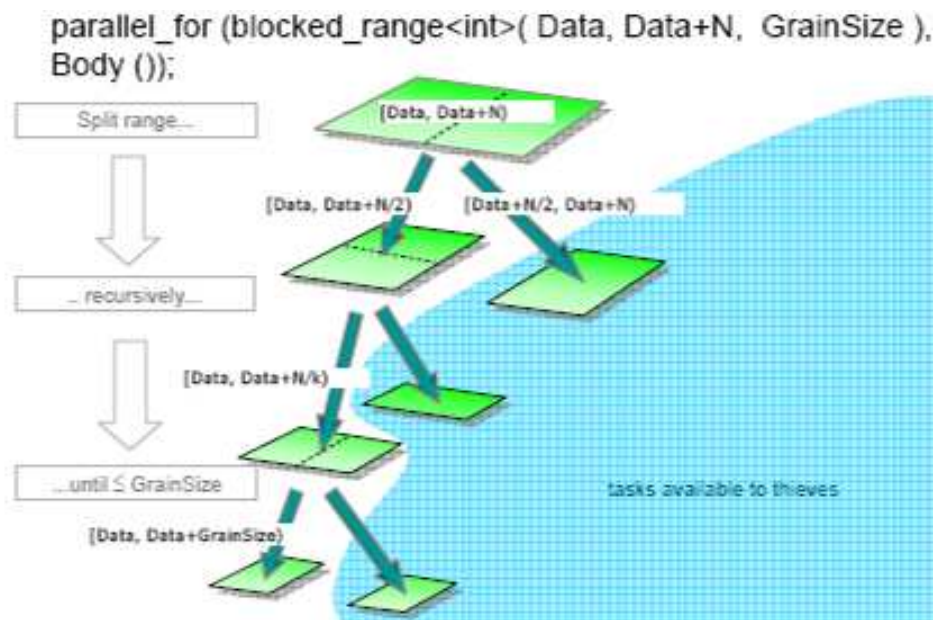 parallel_for (blocked_range<int>( Data, Data+N, GrainSize ),
Body ());
Split range...
[Data, Data+N)
[Data, Data+N/2)
[Data+N/2, Data+N)
... recursively...
[Data, Data+N/k)
...until ≤ GrainSize
tasks available to thieves
[Data, Data+GrainSize)